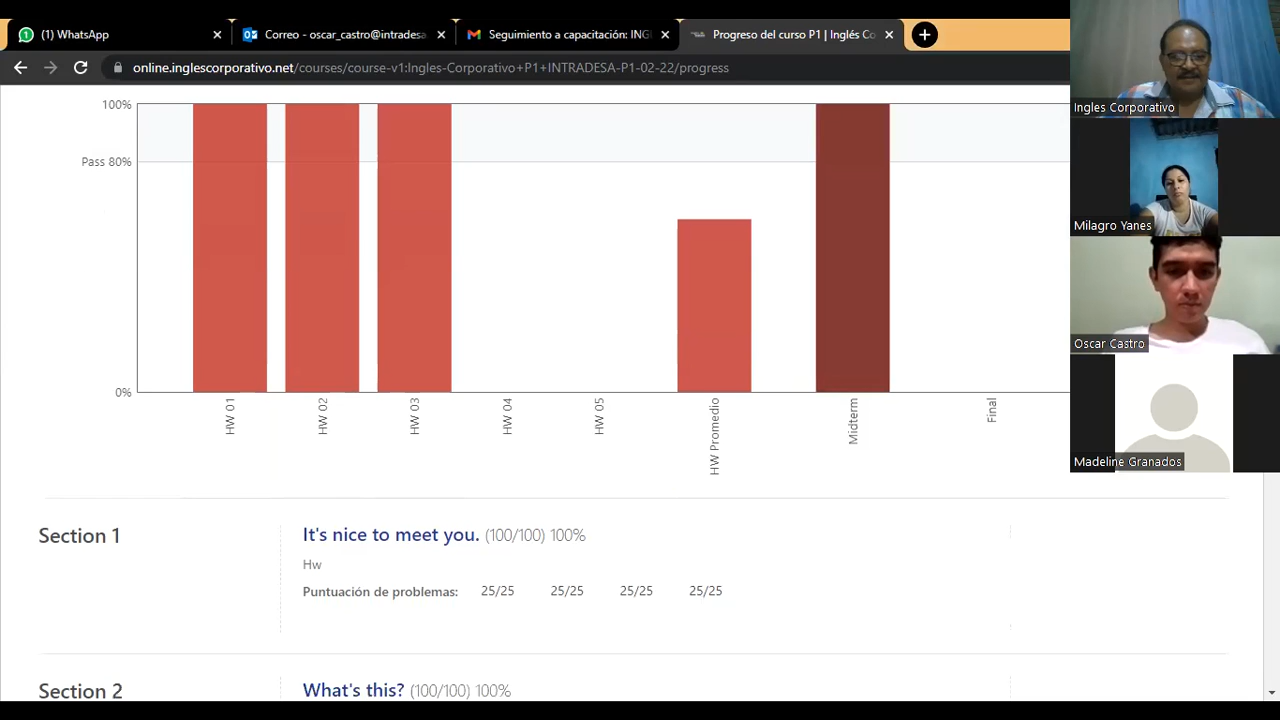 (1) WhatsApp
Correo - oscar_castro@intradesa
Seguimiento a capacitación: INGL
Progreso del curso P1 | Inglés Co
online.inglescorporativo.net/courses/course-v1:Ingles-Corporativo+P1+INTRADESA-P1-02-22/progress
100%
Pass 80%
0%
HW 01
HW 02
HW 03
HW 04
HW 05
HW Promedio
Midterm
Final
Section 1
It's nice to meet you. (100/100) 100%
Hw
Puntuación de problemas: 25/25 25/25 25/25 25/25
Section 2
What's this? (100/100) 100%
Ingles Corporativo
Milagro Yanes
Oscar Castro
Madeline Granados